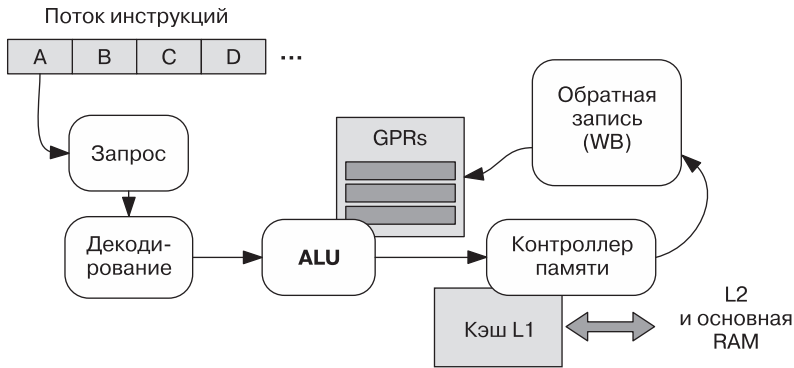 Поток инструкций
A B C D ...
Запрос
GPRs
Обратная
запись
(WB)
Декоди-
рование
ALU
Контроллер
памяти
Кэш L1
L2
и основная
RAM